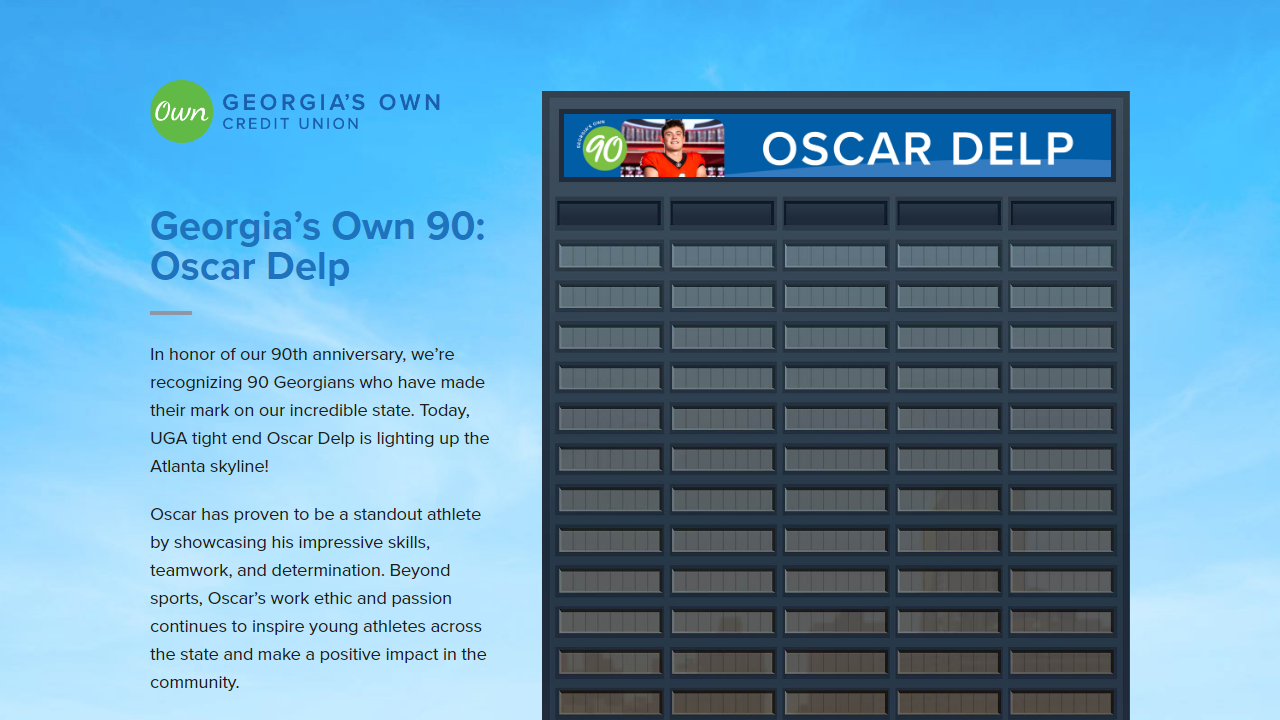 Own
GEORGIA'S OWN
CREDIT UNION
GEORGIA'S OWN
90
OSCAR DELP
Georgia’s Own 90:
Oscar Delp
In honor of our 90th anniversary, we’re
recognizing 90 Georgians who have made
their mark on our incredible state. Today,
UGA tight end Oscar Delp is lighting up the
Atlanta skyline!
Oscar has proven to be a standout athlete
by showcasing his impressive skills,
teamwork, and determination. Beyond
sports, Oscar’s work ethic and passion
continues to inspire young athletes across
the state and make a positive impact in the
community.